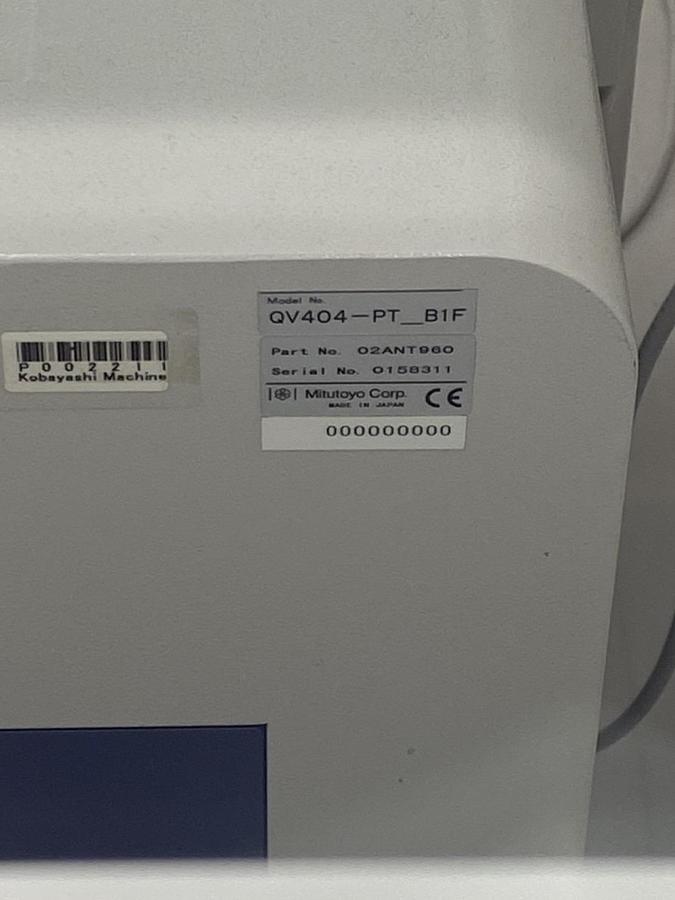 Model No.
QV404-PT_B1F
Part No. 02ANT960
Serial No. 0158311
Mitutoyo Corp.
MADE IN JAPAN
CE
000000000
P002211
Kobayashi Machine